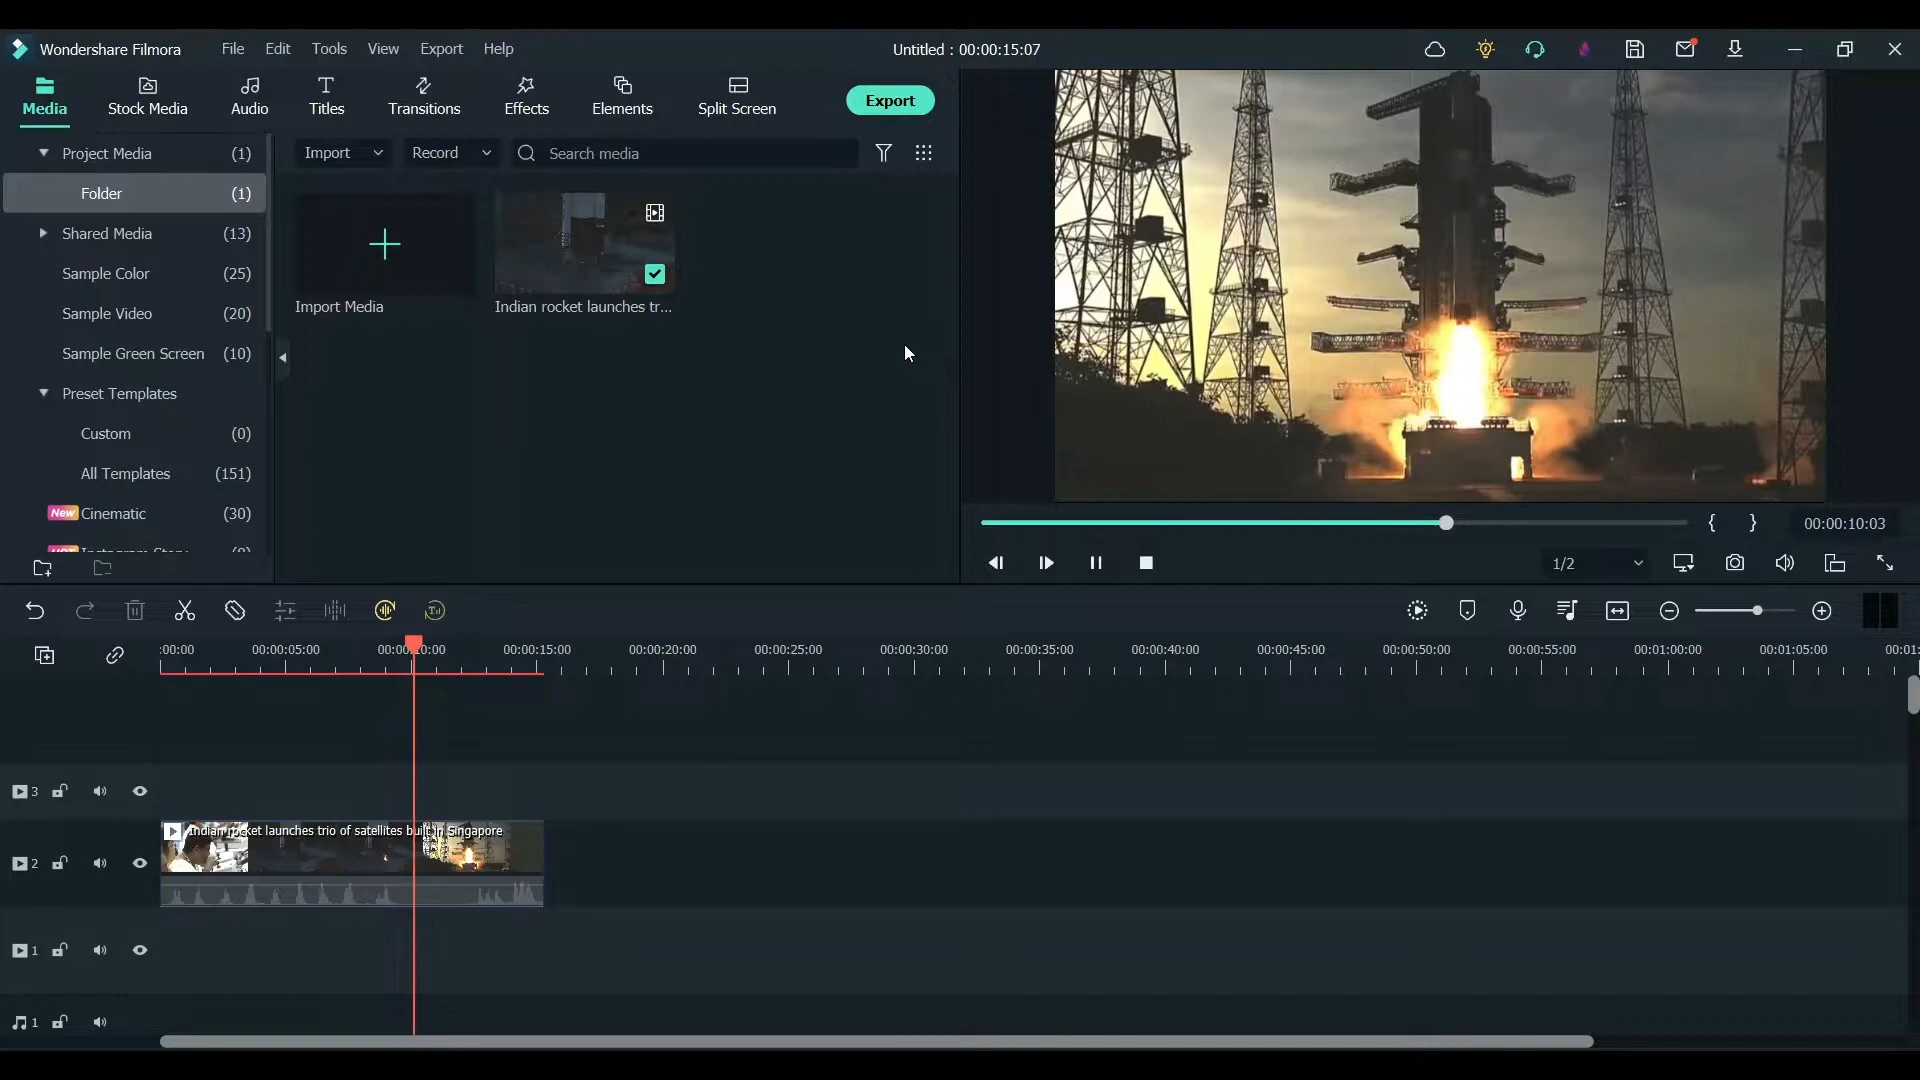 Wondershare Filmora File Edit Tools View Export Help Untitled : 00:00:15:07
Media Stock Media Audio Titles Transitions Effects Elements Split Screen Export
Project Media (1)
Folder (1)
Shared Media (13)
Sample Color (25)
Sample Video (20)
Sample Green Screen (10)
Preset Templates
Custom (0)
All Templates (151)
New Cinematic (30)
Import Record Search media
Import Media Indian rocket launches tr...
{ } 00:00:10:03
1/2
:00:00 00:00:05:00 00:00:10:00 00:00:15:00 00:00:20:00 00:00:25:00 00:00:30:00 00:00:35:00 00:00:40:00 00:00:45:00 00:00:50:00 00:00:55:00 00:01:00:00 00:01:05:00 00:01:
3
Indian rocket launches trio of satellites built in Singapore
2
1
1